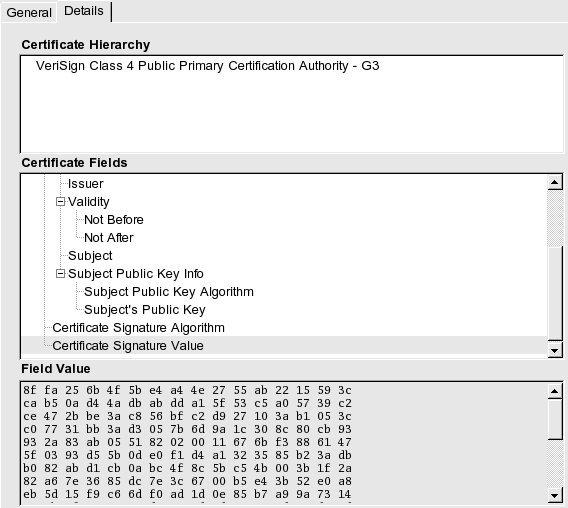 General Details
Certificate Hierarchy
VeriSign Class 4 Public Primary Certification Authority - G3
Certificate Fields
Issuer
Validity
Not Before
Not After
Subject
Subject Public Key Info
Subject Public Key Algorithm
Subject's Public Key
Certificate Signature Algorithm
Certificate Signature Value
Field Value
8f fa 25 6b 4f 5b e4 a4 4e 27 55 ab 22 15 59 3c
ca b5 0a d4 4a db ab dd a1 5f 53 c5 a0 57 39 c2
ce 47 2b be 3a c8 56 bf c2 d9 27 10 3a b1 05 3c
c0 77 31 bb 3a d3 05 7b 6d 9a 1c 30 8c 80 cb 93
93 2a 83 ab 05 51 82 02 00 11 67 6b f3 88 61 47
5f 03 93 d5 5b 0d e0 f1 d4 a1 32 35 85 b2 3a db
b0 82 ab d1 cb 0a bc 4f 8c 5b c5 4b 00 3b 1f 2a
82 a6 7e 36 85 dc 7e 3c 67 00 b5 e4 3b 52 e0 a8
eb 5d 15 f9 c6 6d f0 ad 1d 0e 85 b7 a9 9a 73 14